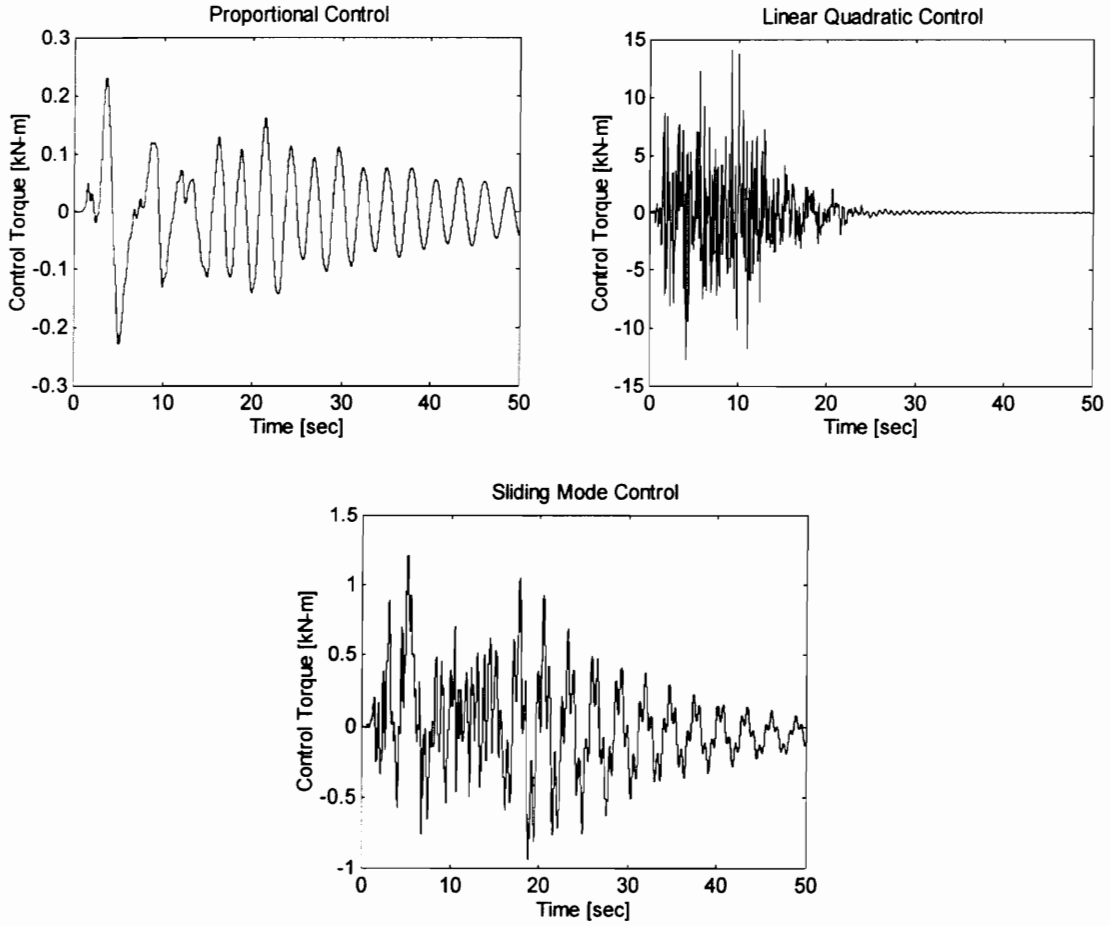 Proportional Control
Control Torque [kN-m]
0.3
0.2
0.1
0
-0.1
-0.2
-0.3
0 10 20 30 40 50
Time [sec]
Linear Quadratic Control
Control Torque [kN-m]
15
10
5
0
-5
-10
-15
0 10 20 30 40 50
Time [sec]
Sliding Mode Control
Control Torque [kN-m]
1.5
1
0.5
0
-0.5
-1
0 10 20 30 40 50
Time [sec]